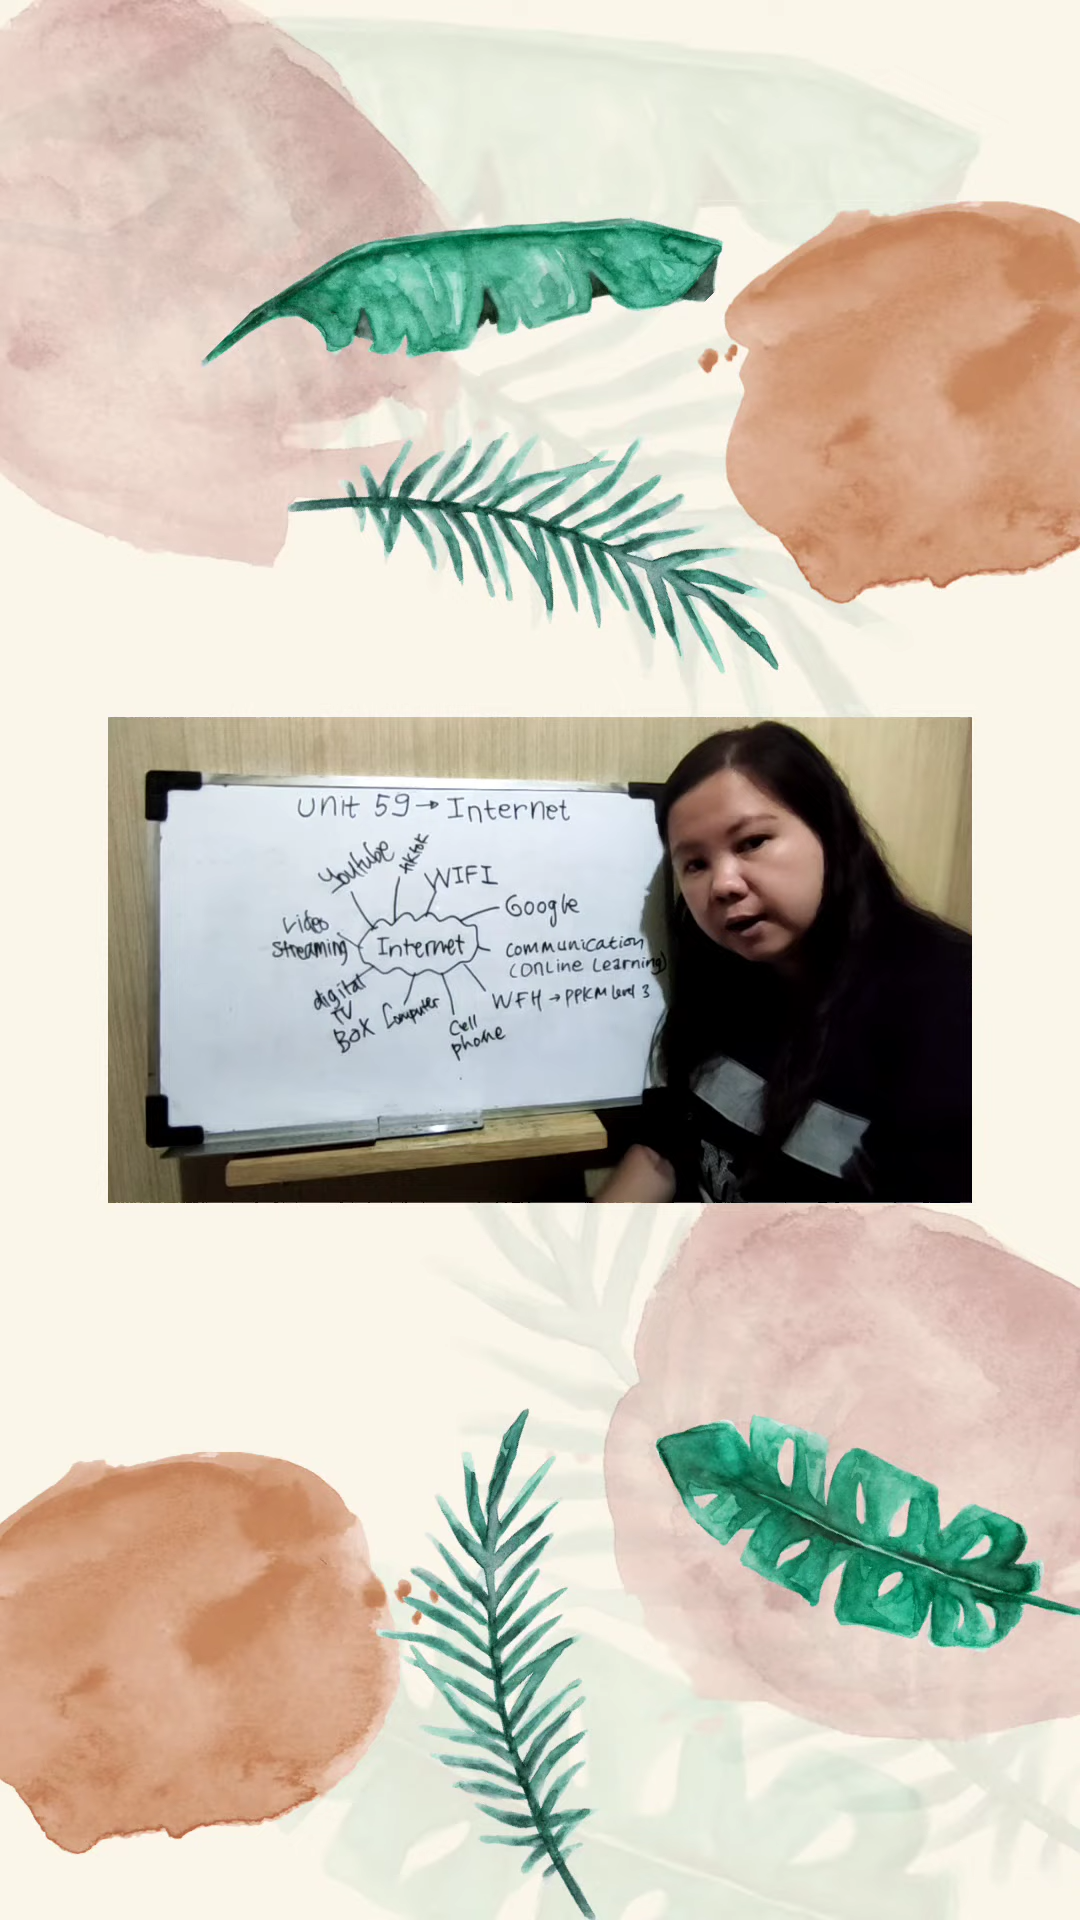 Unit 59 → Internet
Youtube
tiktok
WIFI
Google
Video
Streaming
Internet
communication
(Online Learning)
digital
TV
BOX
Computer
Cell
phone
WFH → PPKM Level 3